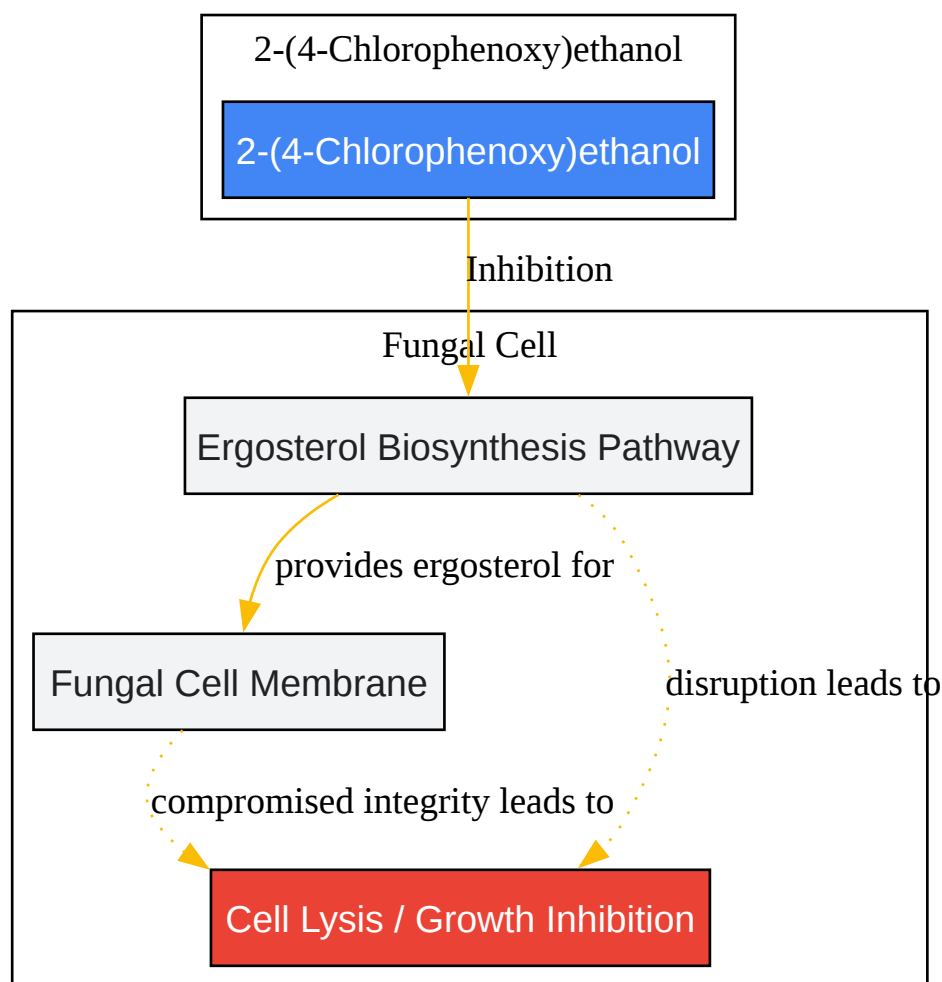 2-(4-Chlorophenoxy)ethanol
2-(4-Chlorophenoxy)ethanol
Inhibition
Fungal Cell
Ergosterol Biosynthesis Pathway
provides ergosterol for
Fungal Cell Membrane
disruption leads to
compromised integrity leads to
Cell Lysis / Growth Inhibition